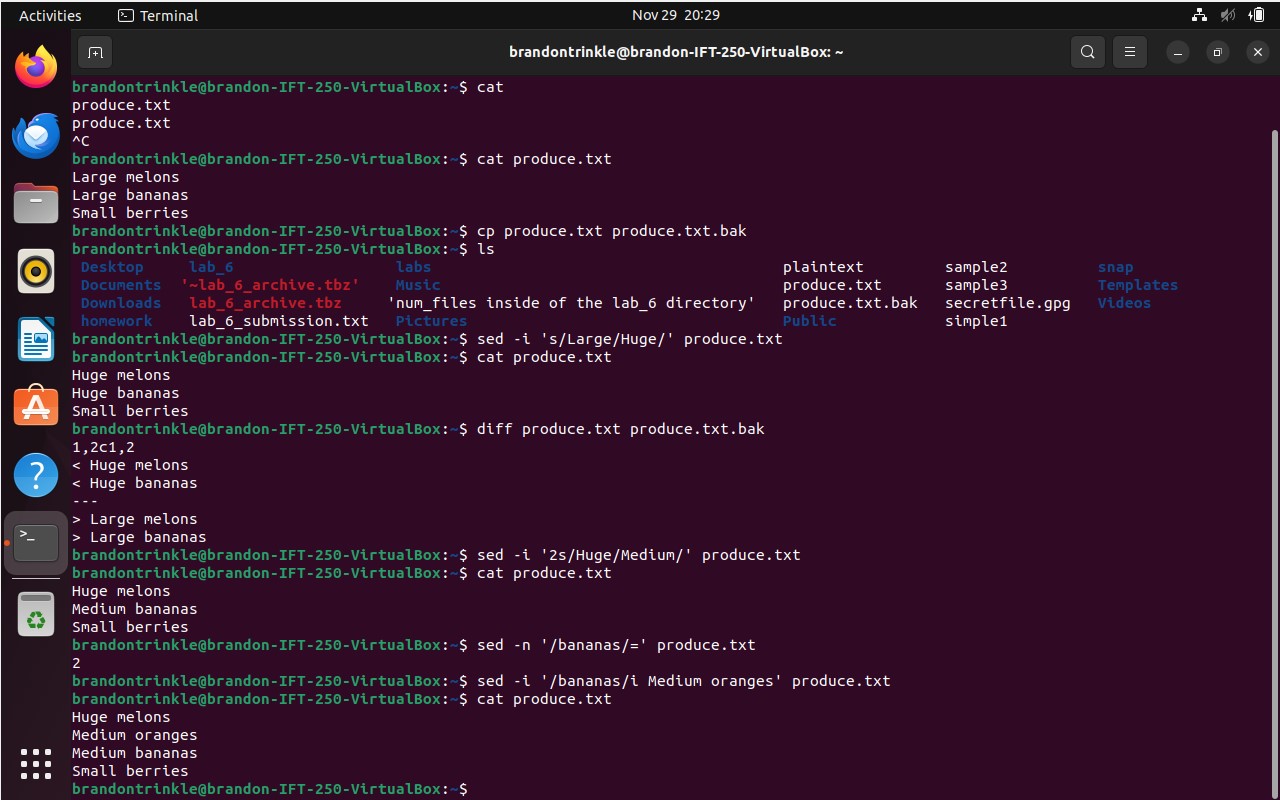 Activities Terminal Nov 29 20:29
brandontrinkle@brandon-IFT-250-VirtualBox: ~
brandontrinkle@brandon-IFT-250-VirtualBox:~$ cat
produce.txt
produce.txt
^C
brandontrinkle@brandon-IFT-250-VirtualBox:~$ cat produce.txt
Large melons
Large bananas
Small berries
brandontrinkle@brandon-IFT-250-VirtualBox:~$ cp produce.txt produce.txt.bak
brandontrinkle@brandon-IFT-250-VirtualBox:~$ ls
Desktop lab_6 labs plaintext sample2 snap
Documents '~lab_6_archive.tbz' Music produce.txt sample3 Templates
Downloads lab_6_archive.tbz 'num_files inside of the lab_6 directory' produce.txt.bak secretfile.gpg Videos
homework lab_6_submission.txt Pictures Public simple1
brandontrinkle@brandon-IFT-250-VirtualBox:~$ sed -i 's/Large/Huge/' produce.txt
brandontrinkle@brandon-IFT-250-VirtualBox:~$ cat produce.txt
Huge melons
Huge bananas
Small berries
brandontrinkle@brandon-IFT-250-VirtualBox:~$ diff produce.txt produce.txt.bak
1,2c1,2
< Huge melons
< Huge bananas
---
> Large melons
> Large bananas
brandontrinkle@brandon-IFT-250-VirtualBox:~$ sed -i '2s/Huge/Medium/' produce.txt
brandontrinkle@brandon-IFT-250-VirtualBox:~$ cat produce.txt
Huge melons
Medium bananas
Small berries
brandontrinkle@brandon-IFT-250-VirtualBox:~$ sed -n '/bananas/=' produce.txt
2
brandontrinkle@brandon-IFT-250-VirtualBox:~$ sed -i '/bananas/i Medium oranges' produce.txt
brandontrinkle@brandon-IFT-250-VirtualBox:~$ cat produce.txt
Huge melons
Medium oranges
Medium bananas
Small berries
brandontrinkle@brandon-IFT-250-VirtualBox:~$